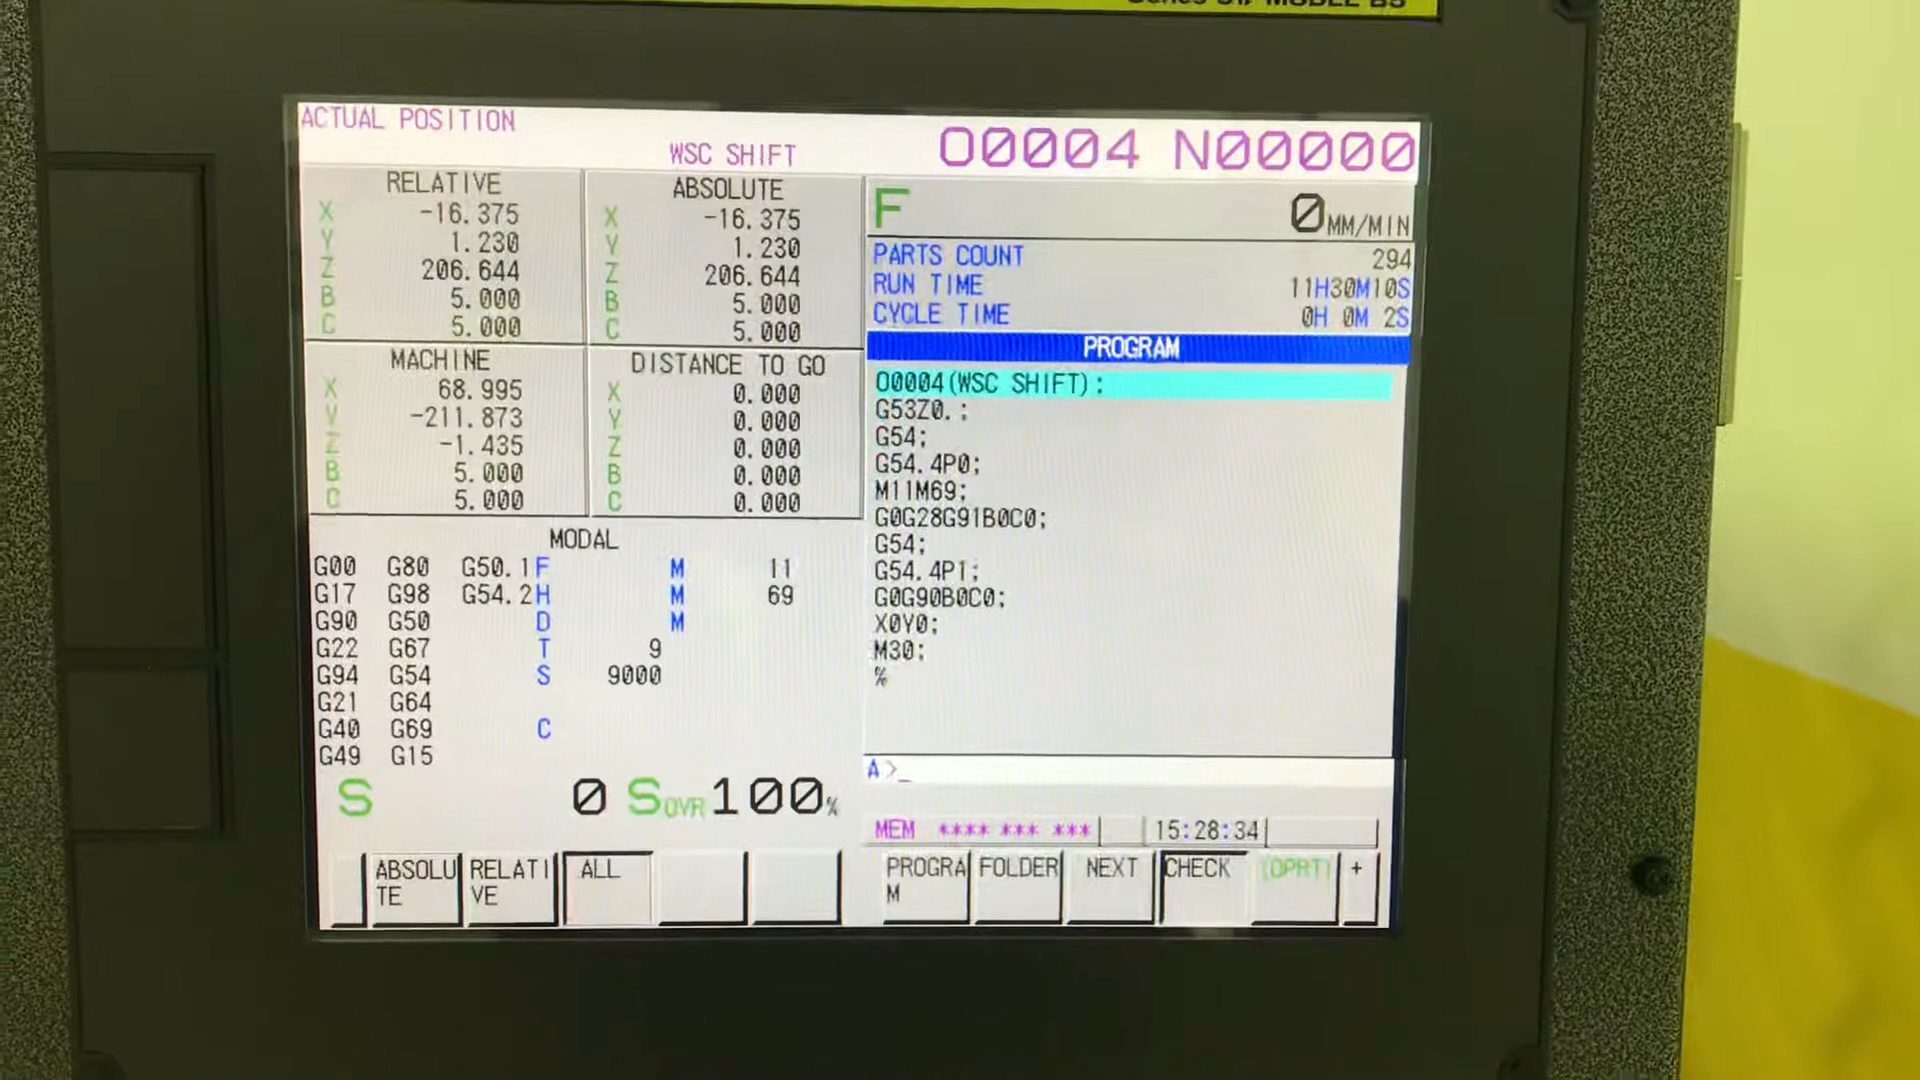 ACTUAL POSITION
WSC SHIFT
O0004 N00000
RELATIVE
X -16.375
Y 1.230
Z 206.644
B 5.000
C 5.000
ABSOLUTE
X -16.375
Y 1.230
Z 206.644
B 5.000
C 5.000
MACHINE
X 68.995
Y -211.873
Z -1.435
B 5.000
C 5.000
DISTANCE TO GO
X 0.000
Y 0.000
Z 0.000
B 0.000
C 0.000
MODAL
G00 G80 G50.1 F M 11
G17 G98 G54.2 H M 69
G90 G50 D M
G22 G67 T 9
G94 G54 S 9000
G21 G64
G40 G69 C
G49 G15
S 0 SOVR 100%
F 0 MM/MIN
PARTS COUNT 294
RUN TIME 11H30M10S
CYCLE TIME 0H 0M 2S
PROGRAM
O0004(WSC SHIFT);
G53Z0.;
G54;
G54.4P0;
M11M69;
G0G28G91B0C0;
G54;
G54.4P1;
G0G90B0C0;
X0Y0;
M30;
%
A>_
MEM **** *** *** 15:28:34
ABSOLUTE RELATIVE ALL PROGRAM FOLDER NEXT CHECK (OPRT) +